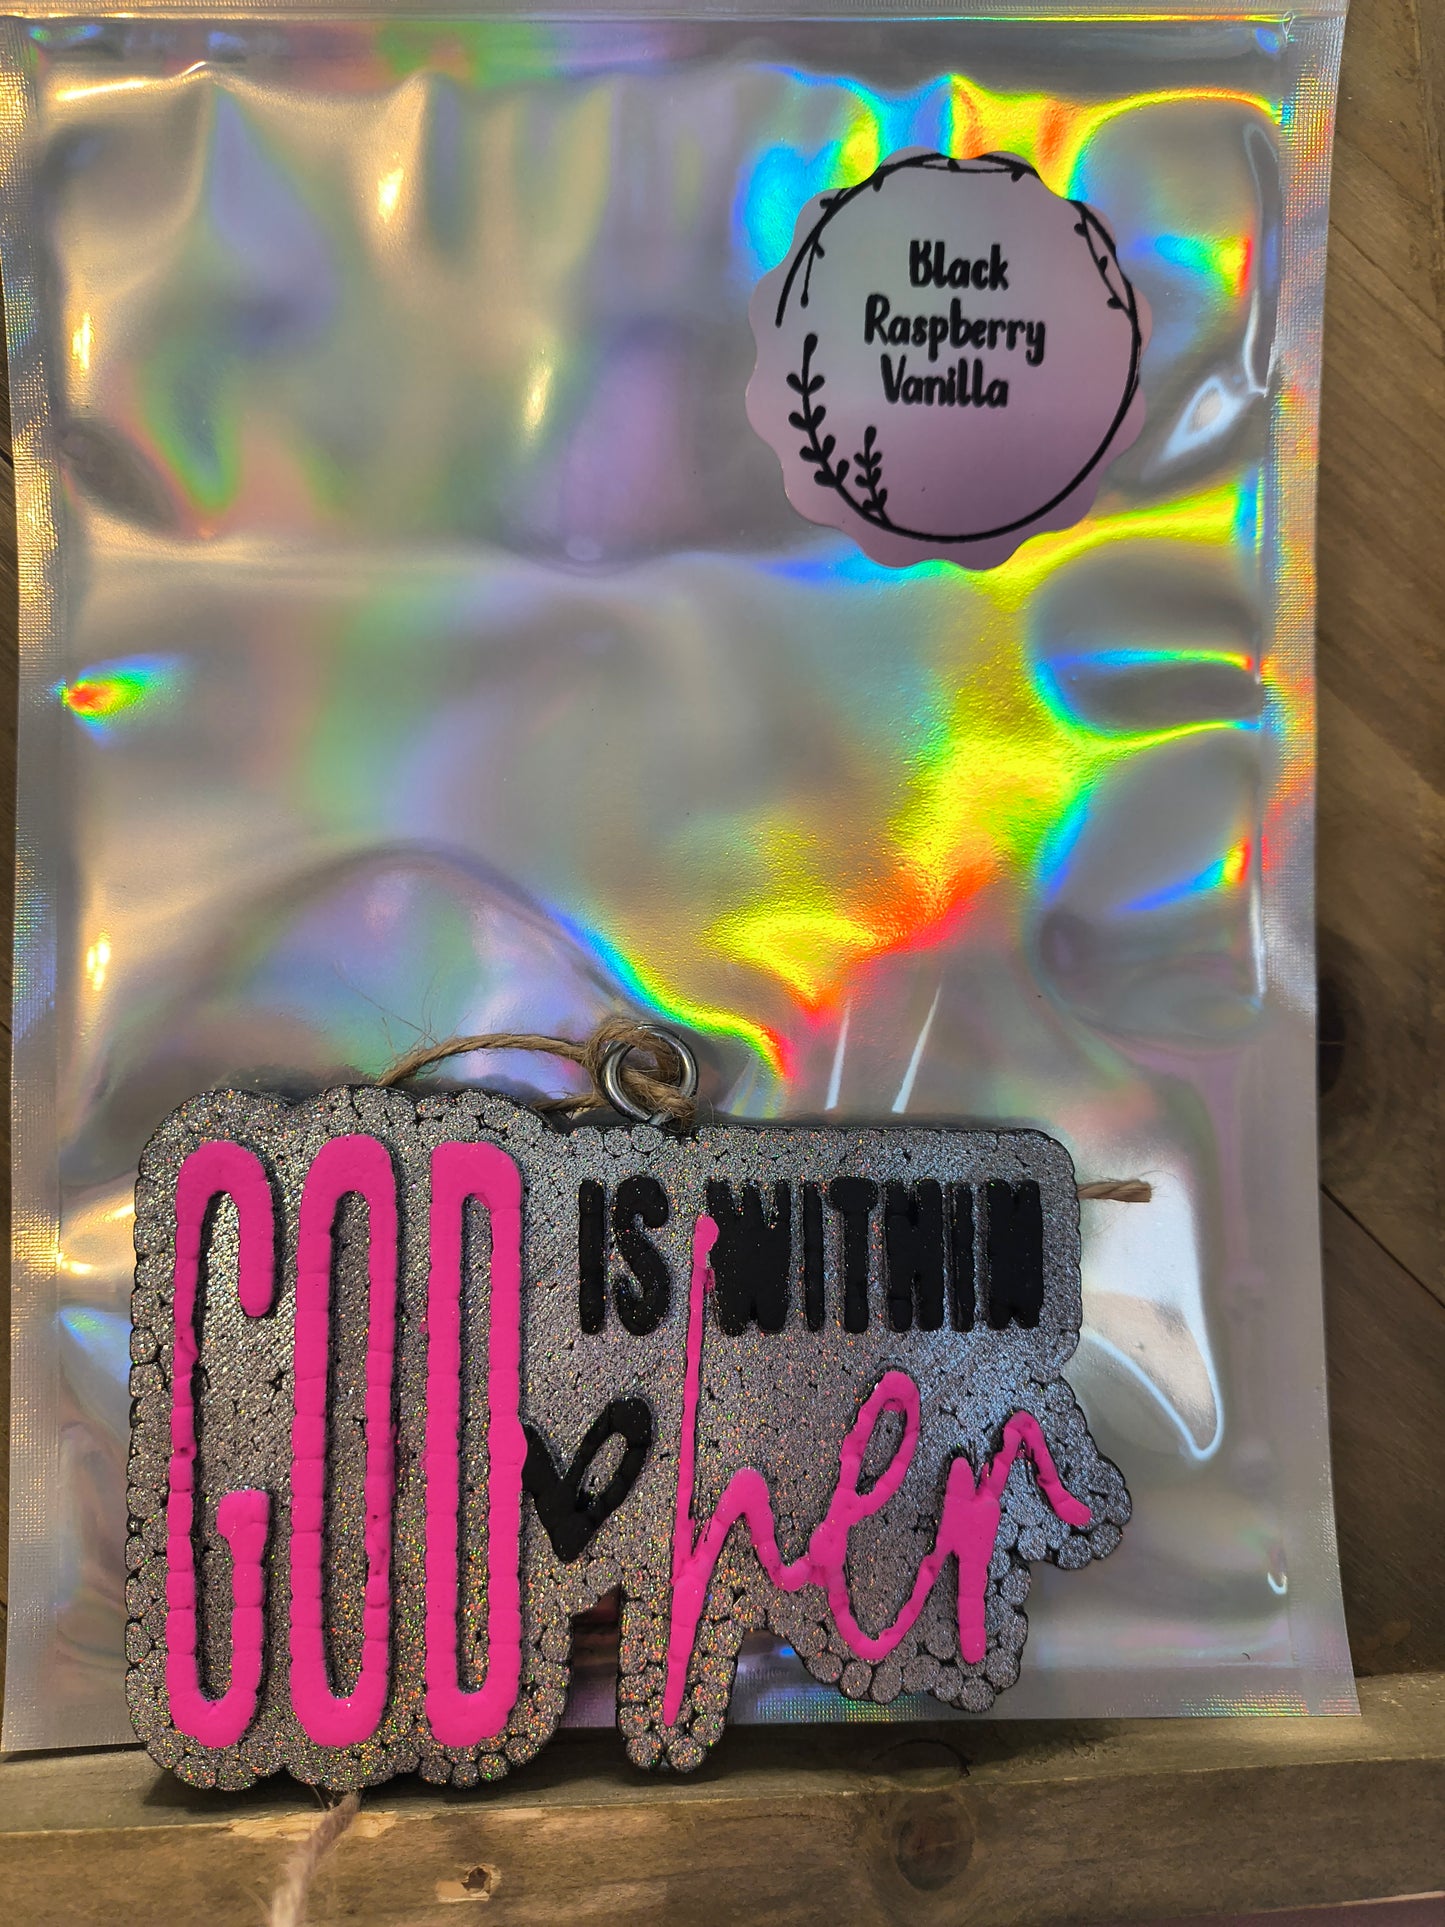 Black
Raspberry
Vanilla
GOD IS WITHIN
her